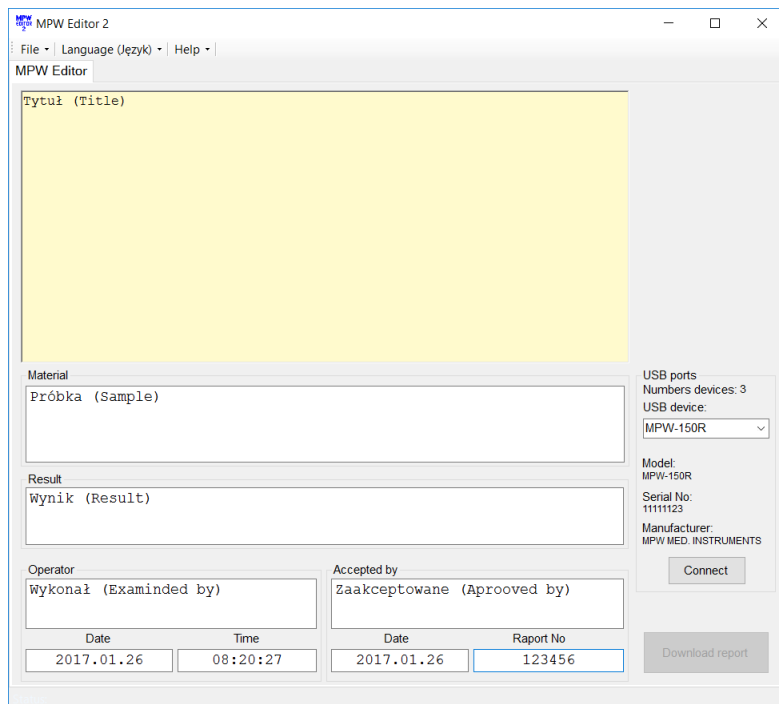 MPW EDITOR 2 MPW Editor 2
File Language (Język) Help
MPW Editor
Tytuł (Title)
Material
Próbka (Sample)
Result
Wynik (Result)
Operator
Wykonał (Examinded by)
Date Time
2017.01.26 08:20:27
Accepted by
Zaakceptowane (Aprooved by)
Date Raport No
2017.01.26 123456
USB ports
Numbers devices: 3
USB device:
MPW-150R
Model:
MPW-150R
Serial No:
11111123
Manufacturer:
MPW MED. INSTRUMENTS
Connect
Download report